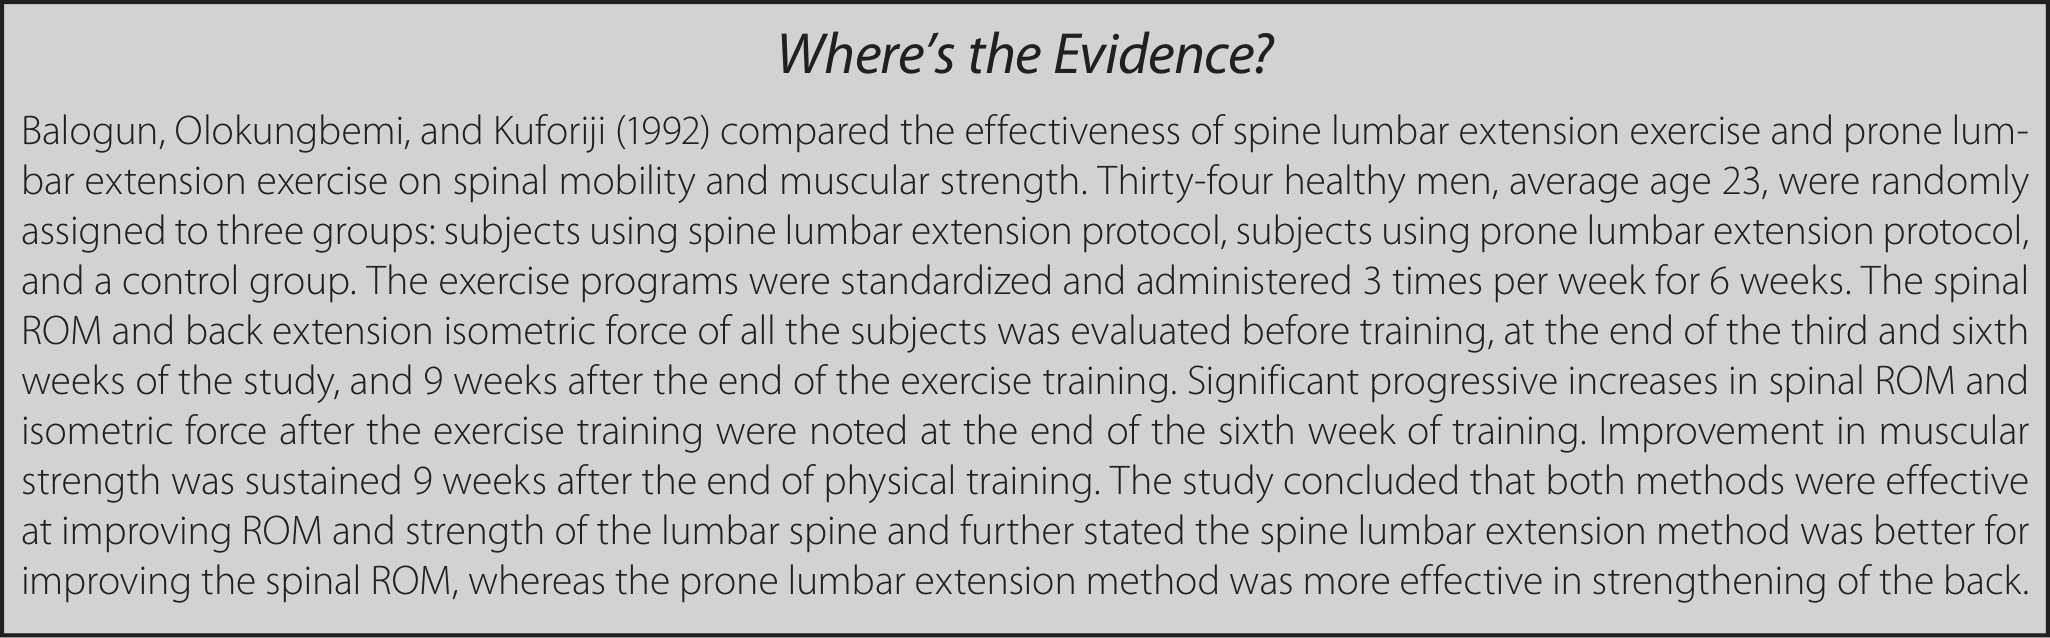 Where’s the Evidence?
Balogun, Olokungbemi, and Kuforiji (1992) compared the effectiveness of spine lumbar extension exercise and prone lum-
bar extension exercise on spinal mobility and muscular strength. Thirty-four healthy men, average age 23, were randomly
assigned to three groups: subjects using spine lumbar extension protocol, subjects using prone lumbar extension protocol,
and a control group. The exercise programs were standardized and administered 3 times per week for 6 weeks. The spinal
ROM and back extension isometric force of all the subjects was evaluated before training, at the end of the third and sixth
weeks of the study, and 9 weeks after the end of the exercise training. Significant progressive increases in spinal ROM and
isometric force after the exercise training were noted at the end of the sixth week of training. Improvement in muscular
strength was sustained 9 weeks after the end of physical training. The study concluded that both methods were effective
at improving ROM and strength of the lumbar spine and further stated the spine lumbar extension method was better for
improving the spinal ROM, whereas the prone lumbar extension method was more effective in strengthening of the back.